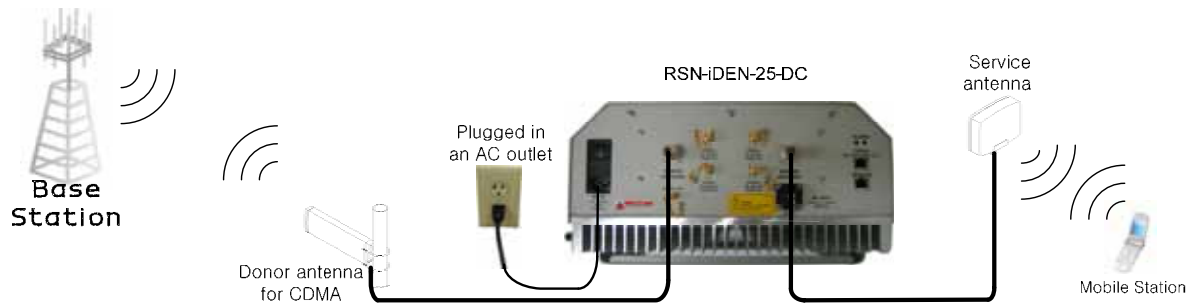 RSN-iDEN-25-DC
Service
antenna
Plugged in
an AC outlet
Base
Station
Donor antenna
for CDMA
Mobile Station